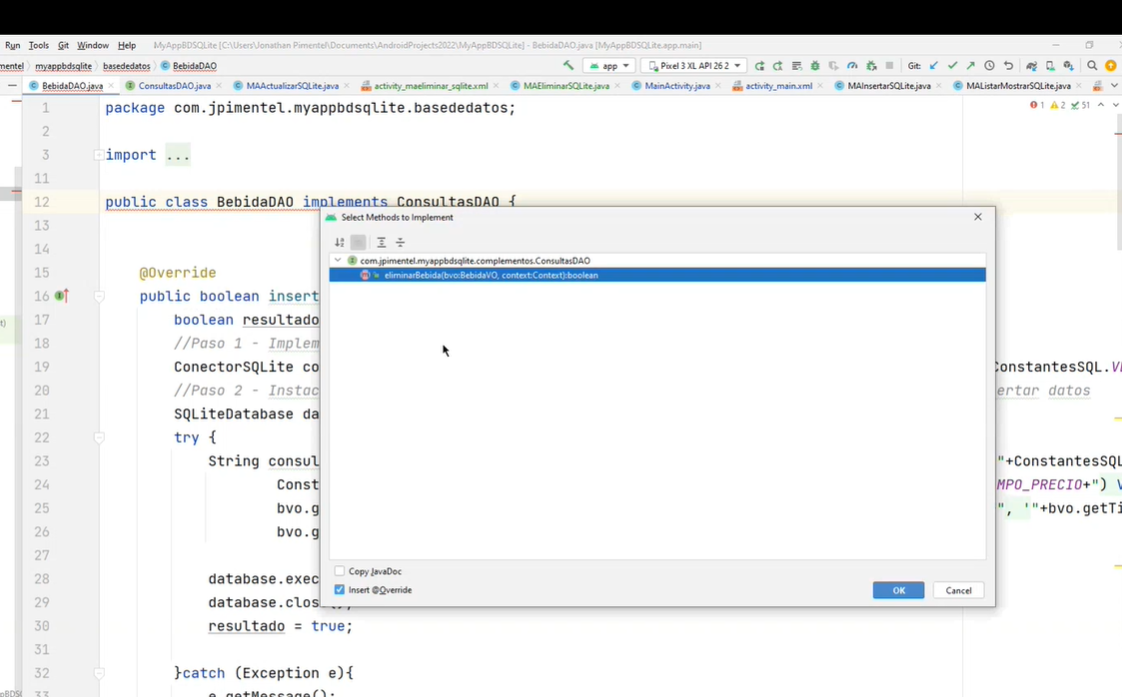 Run Tools Git Window Help MyAppBDSQLite [C:\Users\Jonathan Pimentel\Documents\AndroidProjects2022\MyAppBDSQLite] - BebidaDAO.java [MyAppBDSQLite.app.main]
mentel myappbdsqlite basededatos BebidaDAO app Pixel 3 XL API 26 2 Git:
BebidaDAO.java ConsultasDAO.java MAActualizarSQLite.java activity_maeliminar_sqlite.xml MAEliminarSQLite.java MainActivity.java activity_main.xml MAInsertarSQLite.java MAListarMostrarSQLite.java
1 package com.jpimentel.myappbdsqlite.basededatos; 1 2 51
2
3 import ...
11
12 public class BebidaDAO implements ConsultasDAO {
Select Methods to Implement
13
14
com.jpimentel.myappbdsqlite.complementos.ConsultasDAO
15 @Override
eliminarBebida(bvo:BebidaVO, context:Context):boolean
16 public boolean insert
17 boolean resultado
18 //Paso 1 - Implem
19 ConectorSQLite co ConstantesSQL.VE
20 //Paso 2 - Instac ertar datos
21 SQLiteDatabase da
22 try {
23 String consul "+ConstantesSQL
24 Const MPO_PRECIO+") V
25 bvo.g ", '"+bvo.getTi
26 bvo.g
27
Copy JavaDoc
28 database.exec
Insert @Override OK Cancel
29 database.clos
30 resultado = true;
31
32 }catch (Exception e){
33 e.getMessage();